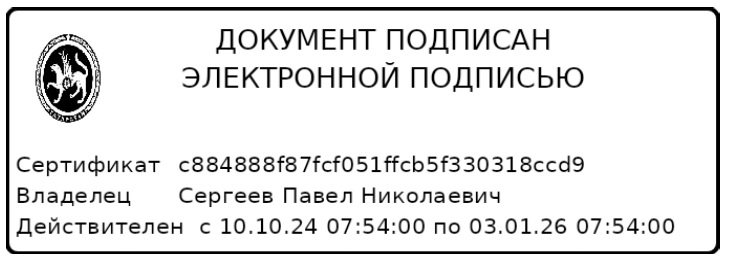 ДОКУМЕНТ ПОДПИСАН
ЭЛЕКТРОННОЙ ПОДПИСЬЮ
Сертификат c884888f87fcf051ffcb5f330318ccd9
Владелец Сергеев Павел Николаевич
Действителен с 10.10.24 07:54:00 по 03.01.26 07:54:00